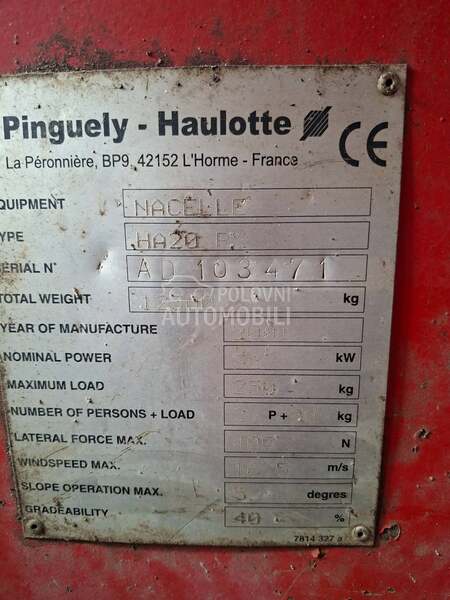 Pinguely - Haulotte
CE
La Péronnière, BP9, 42152 L'Horme - France
EQUIPMENT NACELLE
TYPE HA20
SERIAL N° AD 103471
TOTAL WEIGHT kg
POLOVNI
AUTOMOBILI
YEAR OF MANUFACTURE
NOMINAL POWER kW
MAXIMUM LOAD 250 kg
NUMBER OF PERSONS + LOAD P + kg
LATERAL FORCE MAX. N
WINDSPEED MAX. m/s
SLOPE OPERATION MAX. degres
GRADEABILITY 40 %
7814 327 a